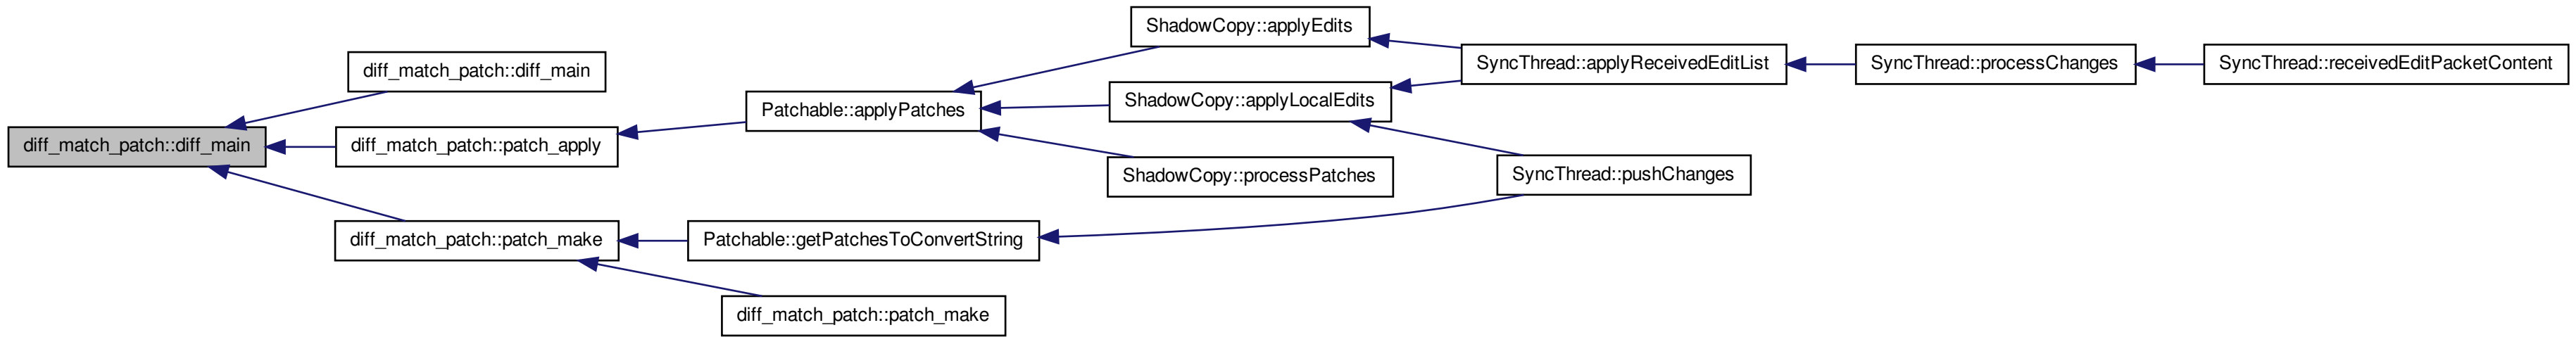 ShadowCopy::applyEdits
diff_match_patch::diff_main
SyncThread::applyReceivedEditList
SyncThread::processChanges
SyncThread::receivedEditPacketContent
Patchable::applyPatches
ShadowCopy::applyLocalEdits
diff_match_patch::diff_main
diff_match_patch::patch_apply
ShadowCopy::processPatches
SyncThread::pushChanges
diff_match_patch::patch_make
Patchable::getPatchesToConvertString
diff_match_patch::patch_make